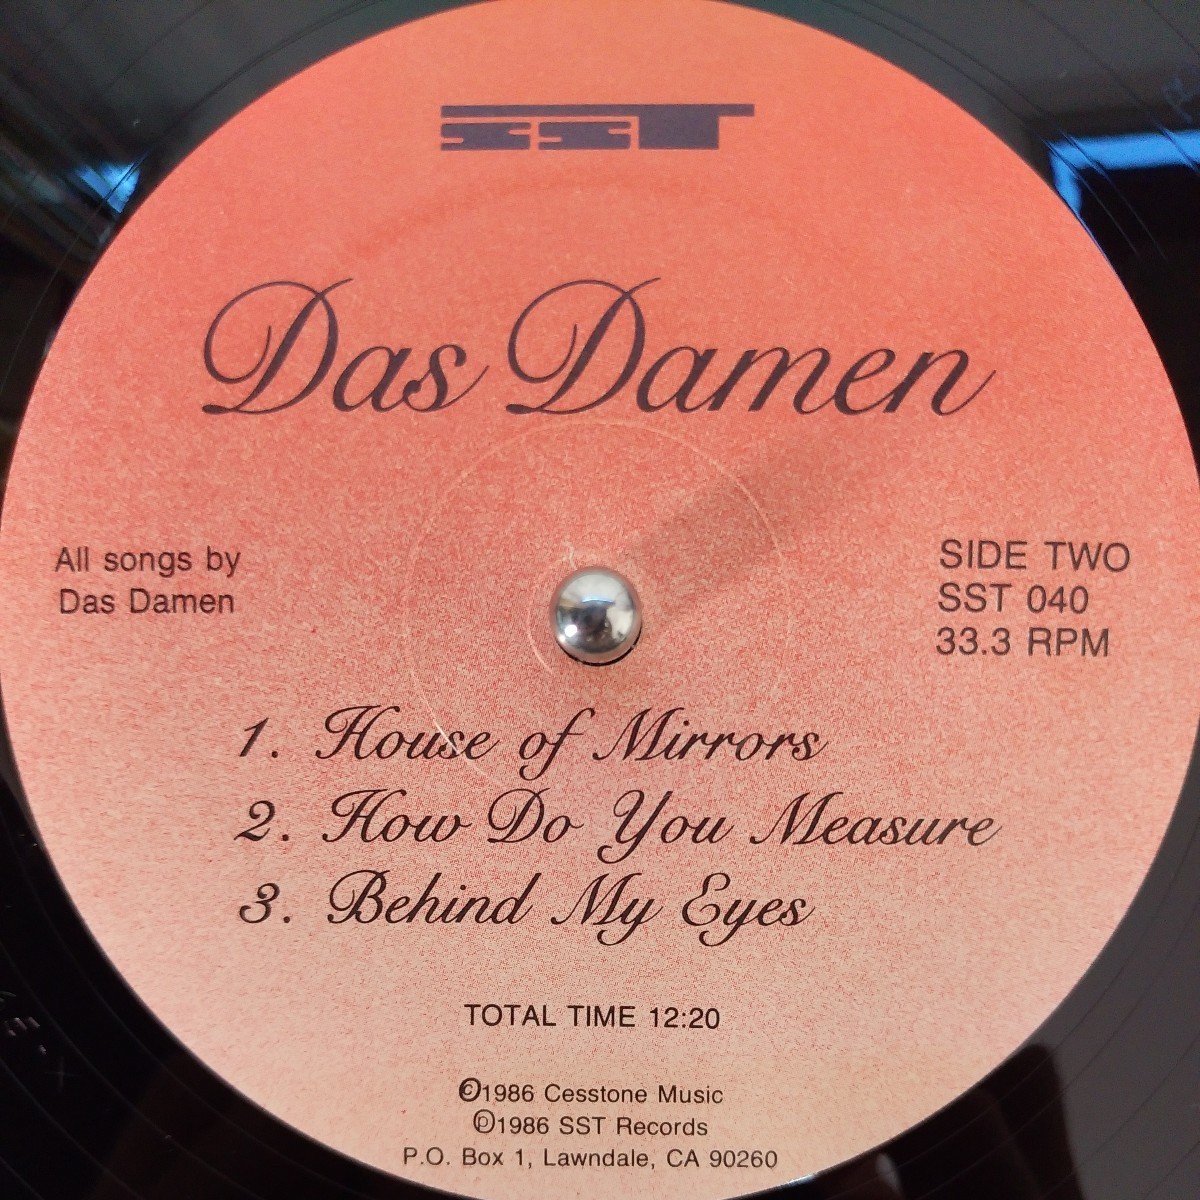 SST
Das Damen
All songs by
Das Damen
SIDE TWO
SST 040
33.3 RPM
1. House of Mirrors
2. How Do You Measure
3. Behind My Eyes
TOTAL TIME 12:20
©1986 Cesstone Music
℗1986 SST Records
P.O. Box 1, Lawndale, CA 90260